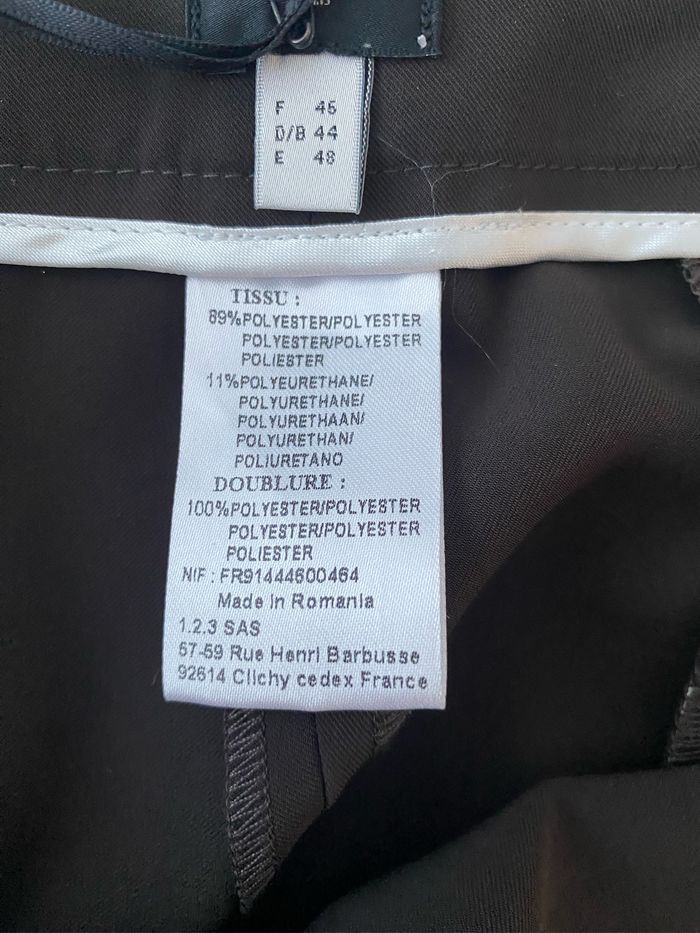 F 46
D/B 44
E 48
TISSU :
89%POLYESTER/POLYESTER
POLYESTER/POLYESTER
POLIESTER
11%POLYEURETHANE/
POLYURETHANE/
POLYURETHAAN/
POLYURETHAN/
POLIURETANO
DOUBLURE :
100%POLYESTER/POLYESTER
POLYESTER/POLYESTER
POLIESTER
NIF : FR91444600464
Made In Romania
1.2.3 SAS
57-59 Rue Henri Barbusse
92614 Clichy cedex France